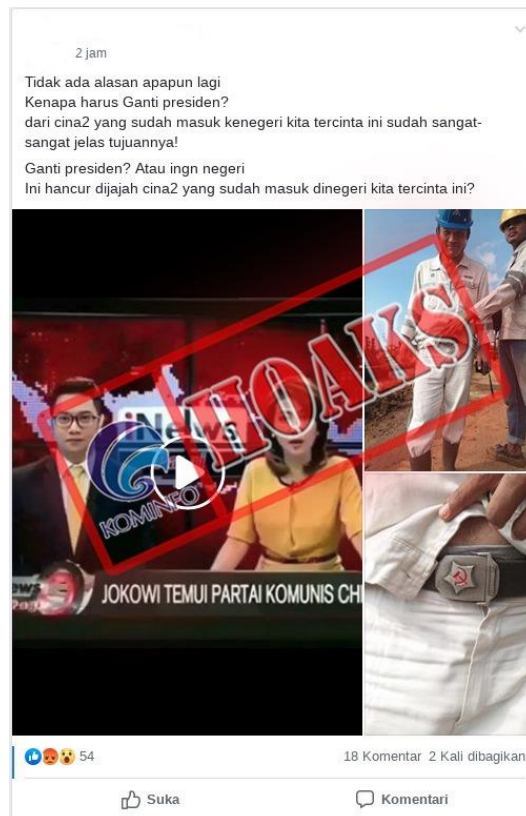 2 jam
Tidak ada alasan apapun lagi
Kenapa harus Ganti presiden?
dari cina2 yang sudah masuk kenegeri kita tercinta ini sudah sangat-
sangat jelas tujuannya!
Ganti presiden? Atau ingn negeri
Ini hancur dijajah cina2 yang sudah masuk dinegeri kita tercinta ini?
HOAKS
iNews
KOMINFO
JOKOWI TEMUI PARTAI KOMUNIS CHI
54
18 Komentar 2 Kali dibagikan
Suka
Komentari